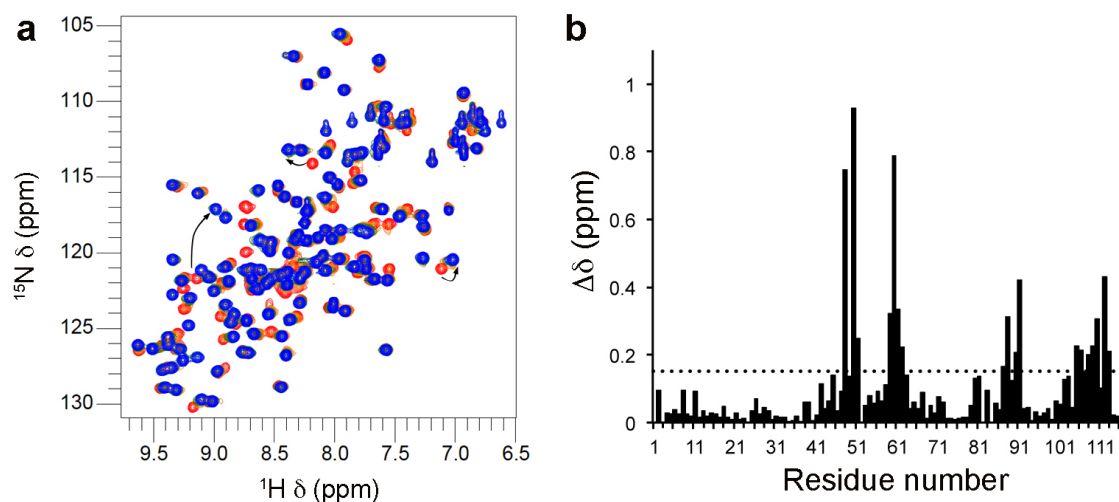 a
105
110
115
120
125
130
¹⁵N δ (ppm)
9.5 9.0 8.5 8.0 7.5 7.0 6.5
¹H δ (ppm)
b
1
0.8
0.6
0.4
0.2
0
Δδ (ppm)
1 11 21 31 41 51 61 71 81 91 101 111
Residue number